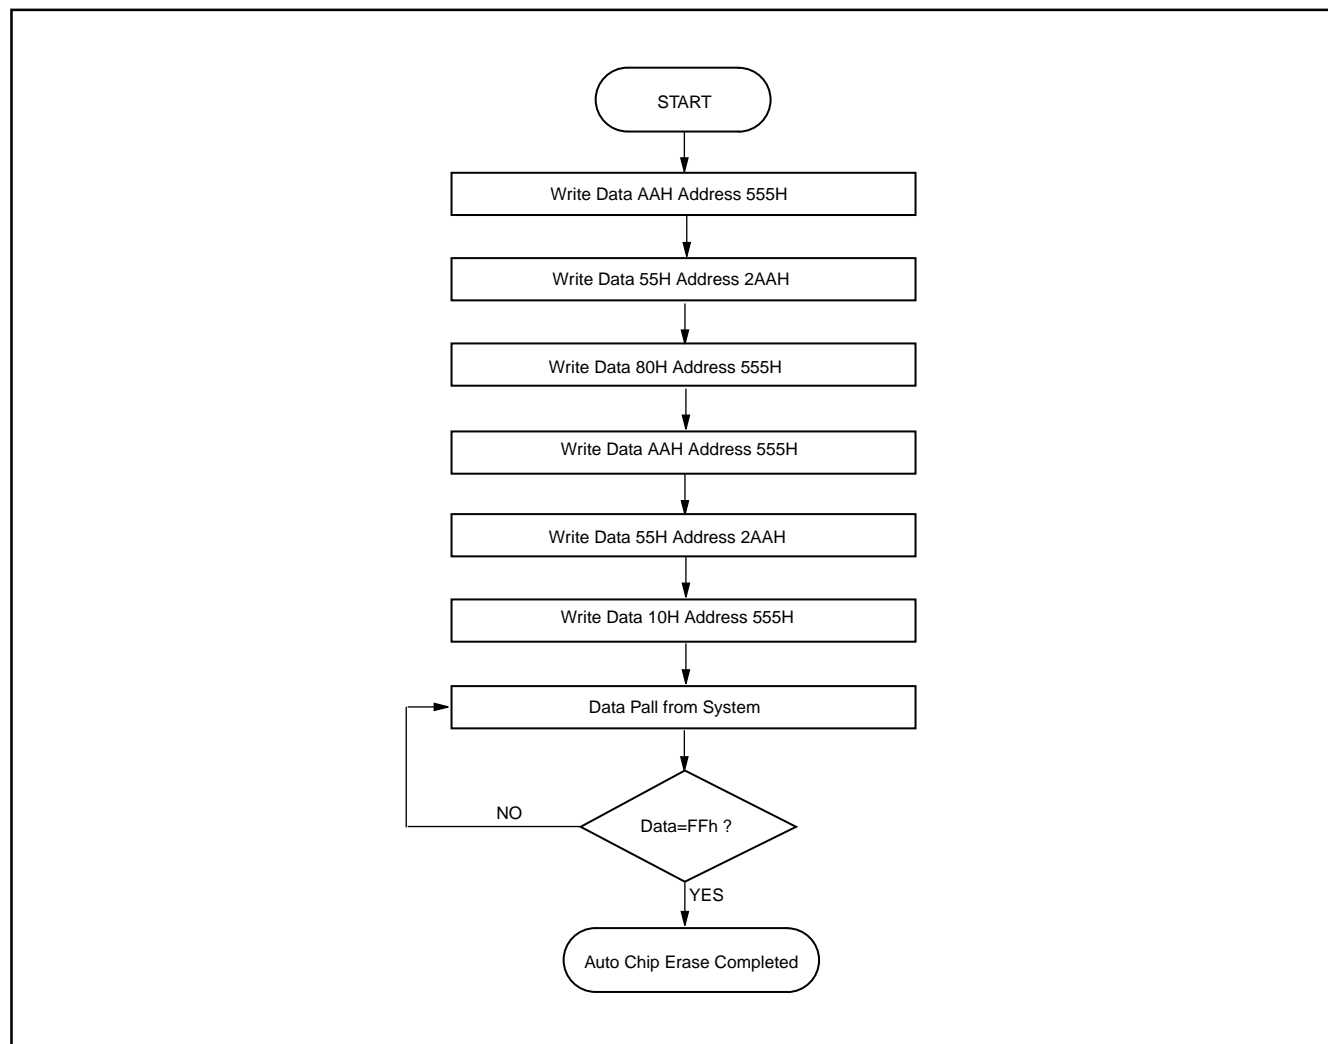 START
Write Data AAH Address 555H
Write Data 55H Address 2AAH
Write Data 80H Address 555H
Write Data AAH Address 555H
Write Data 55H Address 2AAH
Write Data 10H Address 555H
Data Pall from System
NO
Data=FFh ?
YES
Auto Chip Erase Completed